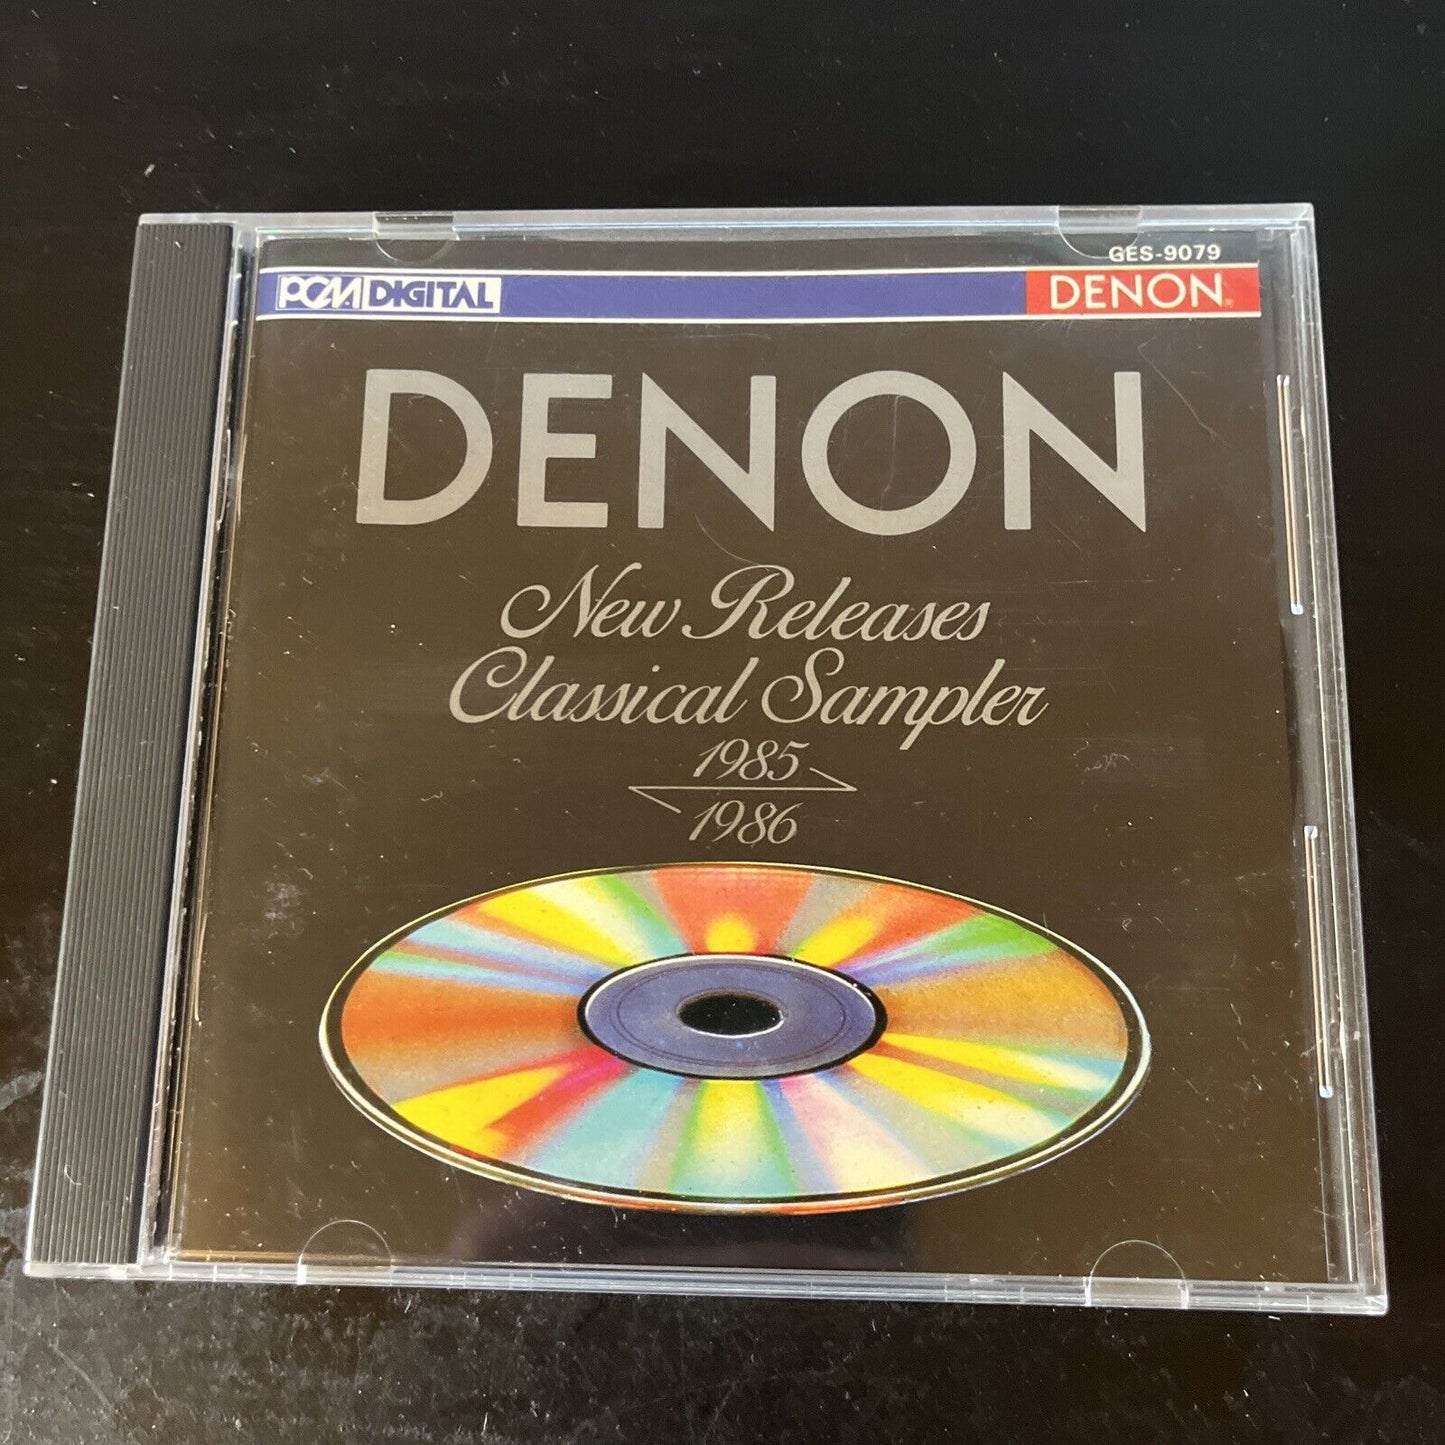 GES-9079
PCM DIGITAL DENON®
DENON
New Releases
Classical Sampler
1985
1986